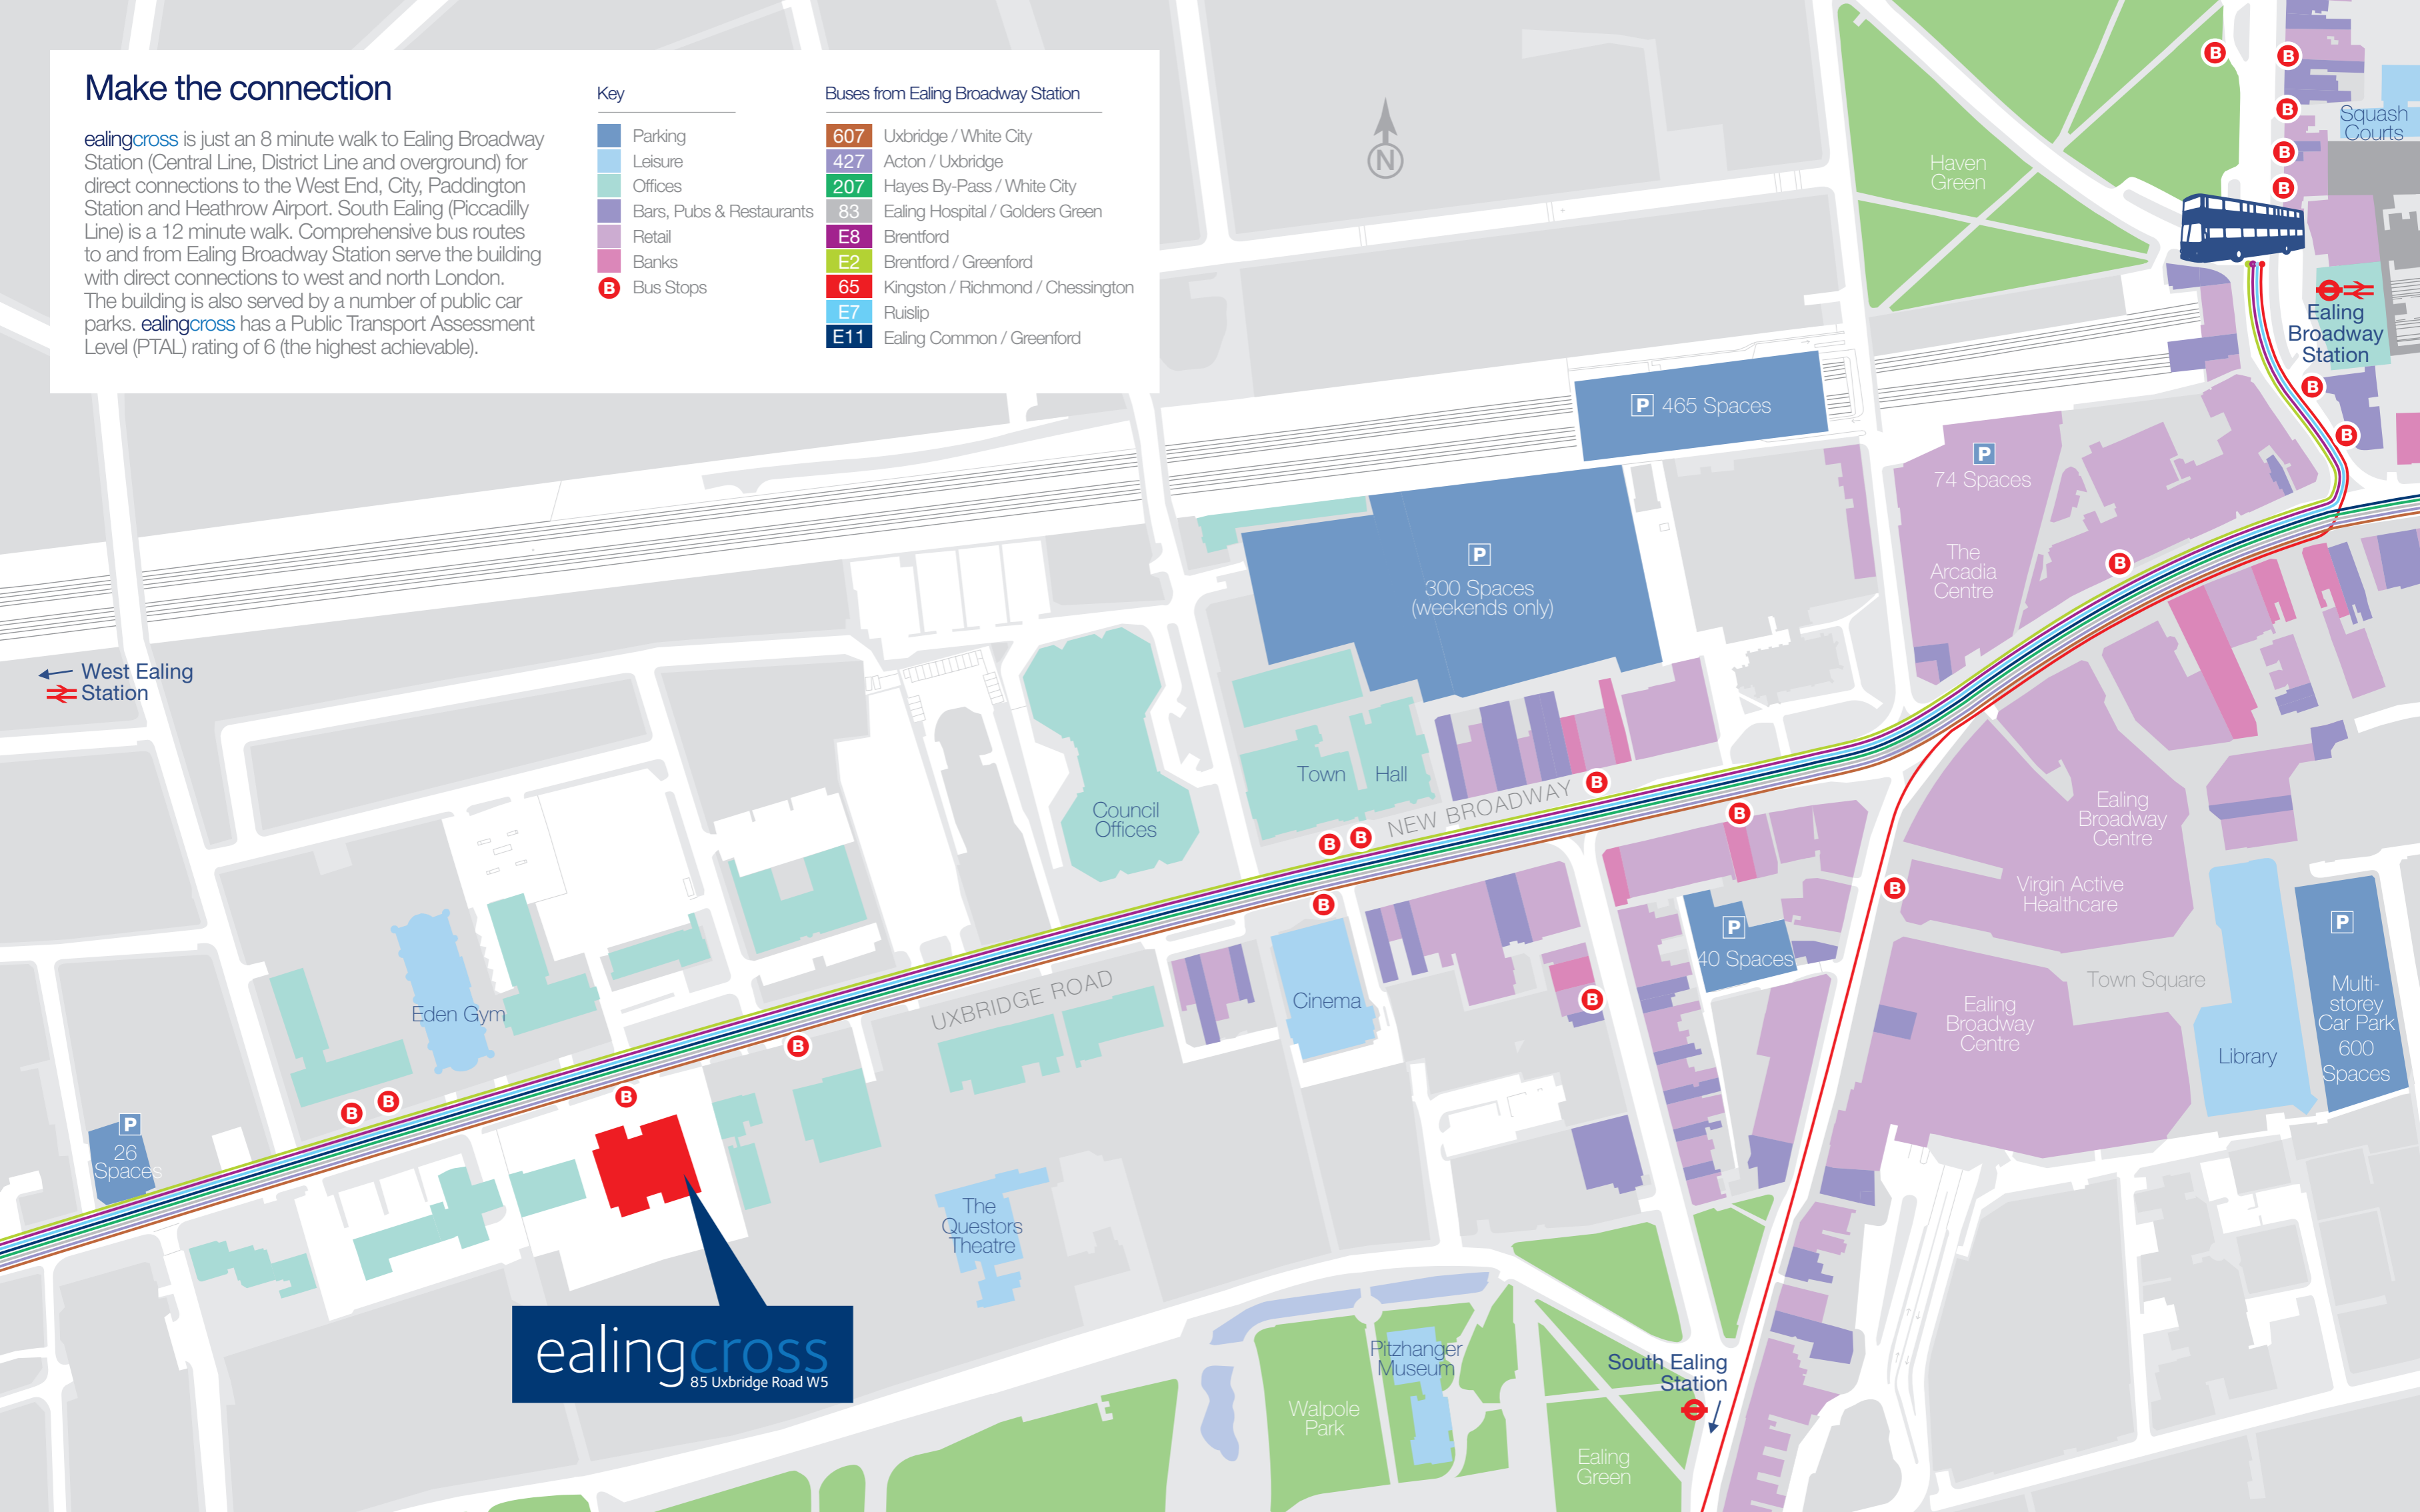 Make the connection
ealingcross is just an 8 minute walk to Ealing Broadway
Station (Central Line, District Line and overground) for
direct connections to the West End, City, Paddington
Station and Heathrow Airport. South Ealing (Piccadilly
Line) is a 12 minute walk. Comprehensive bus routes
to and from Ealing Broadway Station serve the building
with direct connections to west and north London.
The building is also served by a number of public car
parks. ealingcross has a Public Transport Assessment
Level (PTAL) rating of 6 (the highest achievable).
Key
Parking
Leisure
Offices
Bars, Pubs & Restaurants
Retail
Banks
B Bus Stops
Buses from Ealing Broadway Station
607 Uxbridge / White City
427 Acton / Uxbridge
207 Hayes By-Pass / White City
83 Ealing Hospital / Golders Green
E8 Brentford
E2 Brentford / Greenford
65 Kingston / Richmond / Chessington
E7 Ruislip
E11 Ealing Common / Greenford
N
Haven
Green
B
B
B
B
B
Squash
Courts
Ealing
Broadway
Station
B
B
P 465 Spaces
P
74 Spaces
The
Arcadia
Centre
B
P
300 Spaces
(weekends only)
West Ealing
Station
Town Hall
Council
Offices
NEW BROADWAY
B
B
B
B
B
B
Ealing
Broadway
Centre
Virgin Active
Healthcare
P
40 Spaces
P
Multi-
storey
Car Park
600
Spaces
Town Square
Ealing
Broadway
Centre
Library
Cinema
B
UXBRIDGE ROAD
Eden Gym
B
B
B
B
P
26
Spaces
The
Questors
Theatre
ealingcross
85 Uxbridge Road W5
Pitzhanger
Museum
Walpole
Park
South Ealing
Station
Ealing
Green